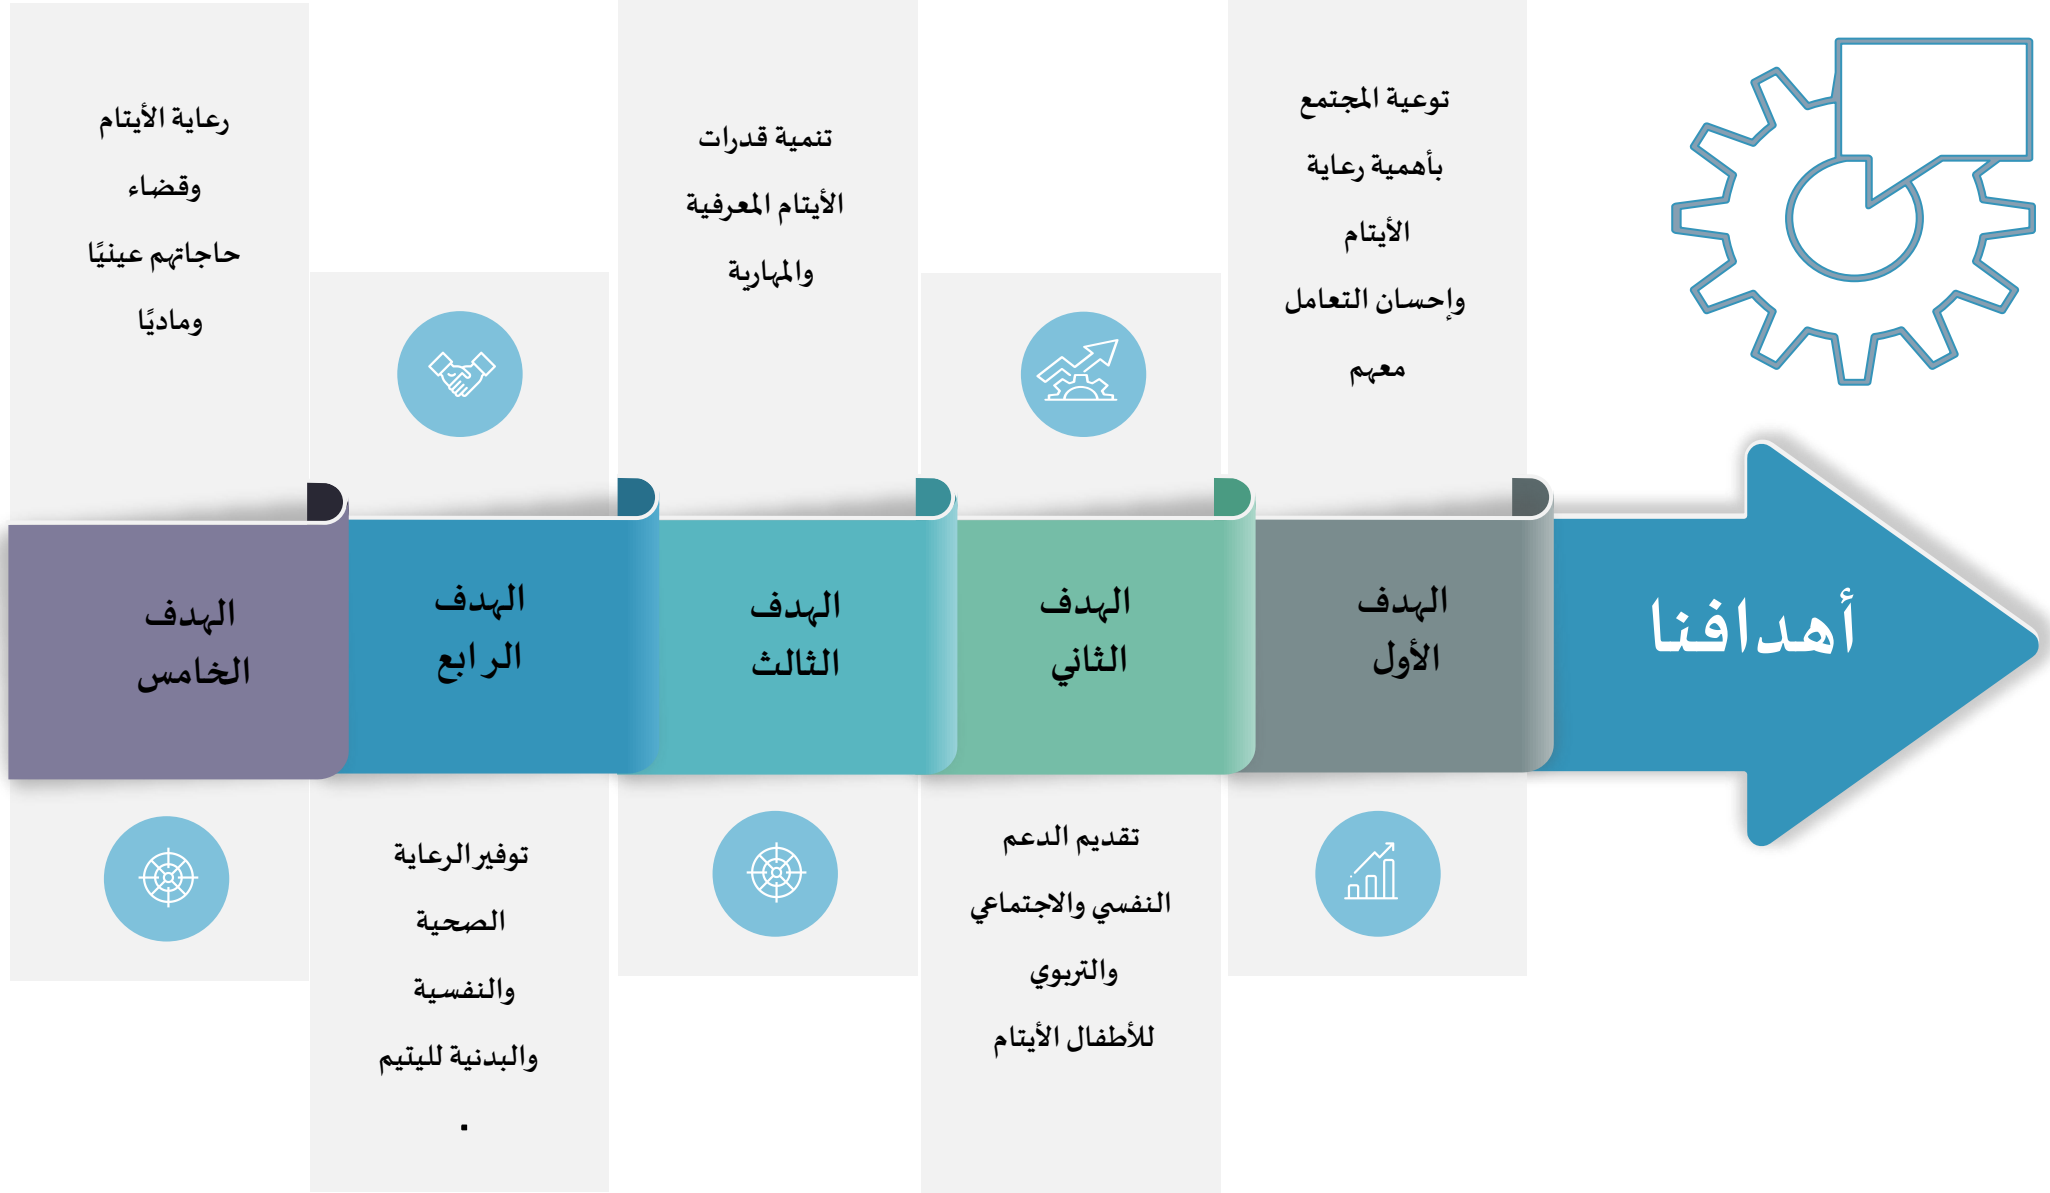 أهدافنا
الهدف
الأول
توعية المجتمع
بأهمية رعاية
الأيتام
وإحسان التعامل
معهم
الهدف
الثاني
تقديم الدعم
النفسي والاجتماعي
والتربوي
للأطفال الأيتام
الهدف
الثالث
تنمية قدرات
الأيتام المعرفية
والمهارية
الهدف
الرابع
توفير الرعاية
الصحية
والنفسية
والبدنية لليتيم
.
الهدف
الخامس
رعاية الأيتام
وقضاء
حاجاتهم عينيًا
وماديًا